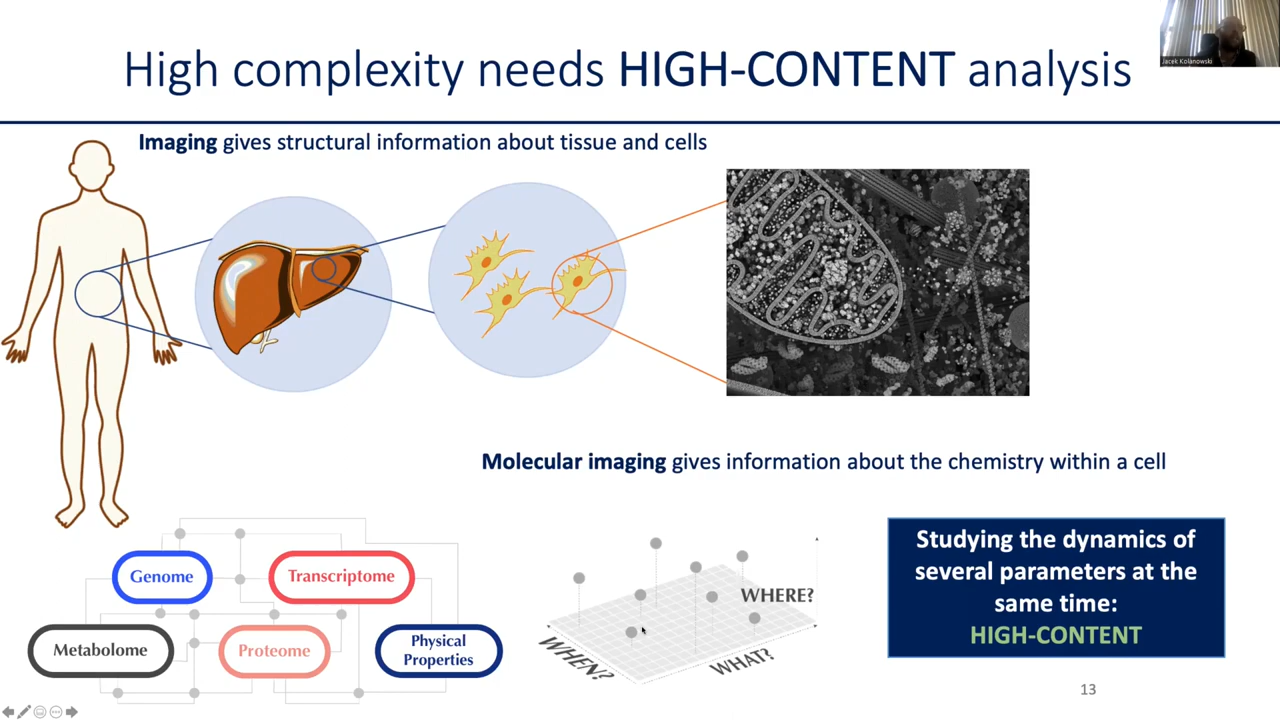 High complexity needs HIGH-CONTENT analysis
Jacek Kolanowski
Imaging gives structural information about tissue and cells
Molecular imaging gives information about the chemistry within a cell
Genome
Transcriptome
Metabolome
Proteome
Physical
Properties
WHERE?
WHEN?
WHAT?
Studying the dynamics of
several parameters at the
same time:
HIGH-CONTENT
13